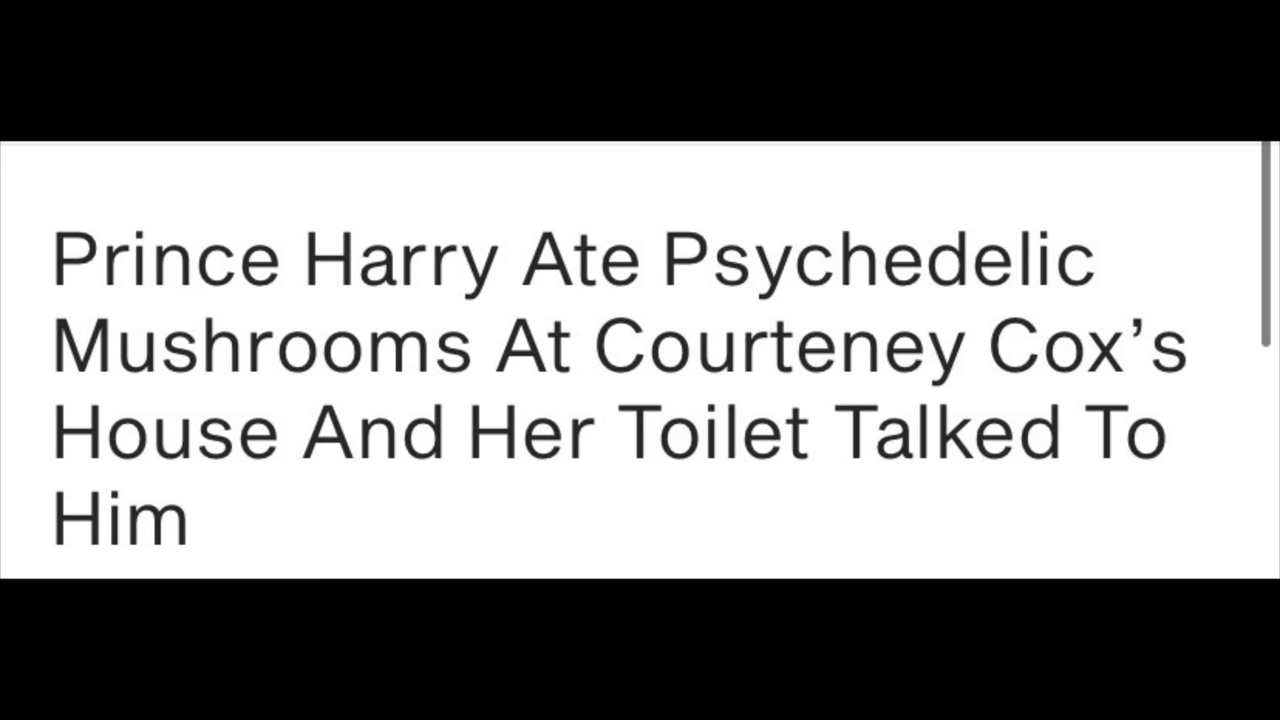 Prince Harry Ate Psychedelic
Mushrooms At Courteney Cox’s
House And Her Toilet Talked To
Him